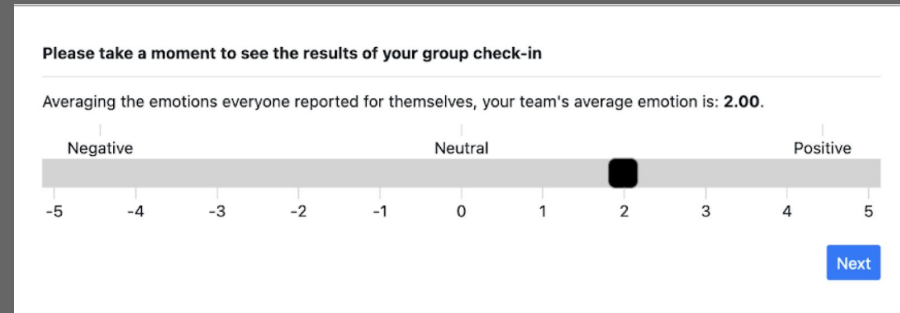 Please take a moment to see the results of your group check-in
Averaging the emotions everyone reported for themselves, your team's average emotion is: 2.00.
Negative Neutral Positive
-5 -4 -3 -2 -1 0 1 2 3 4 5
Next